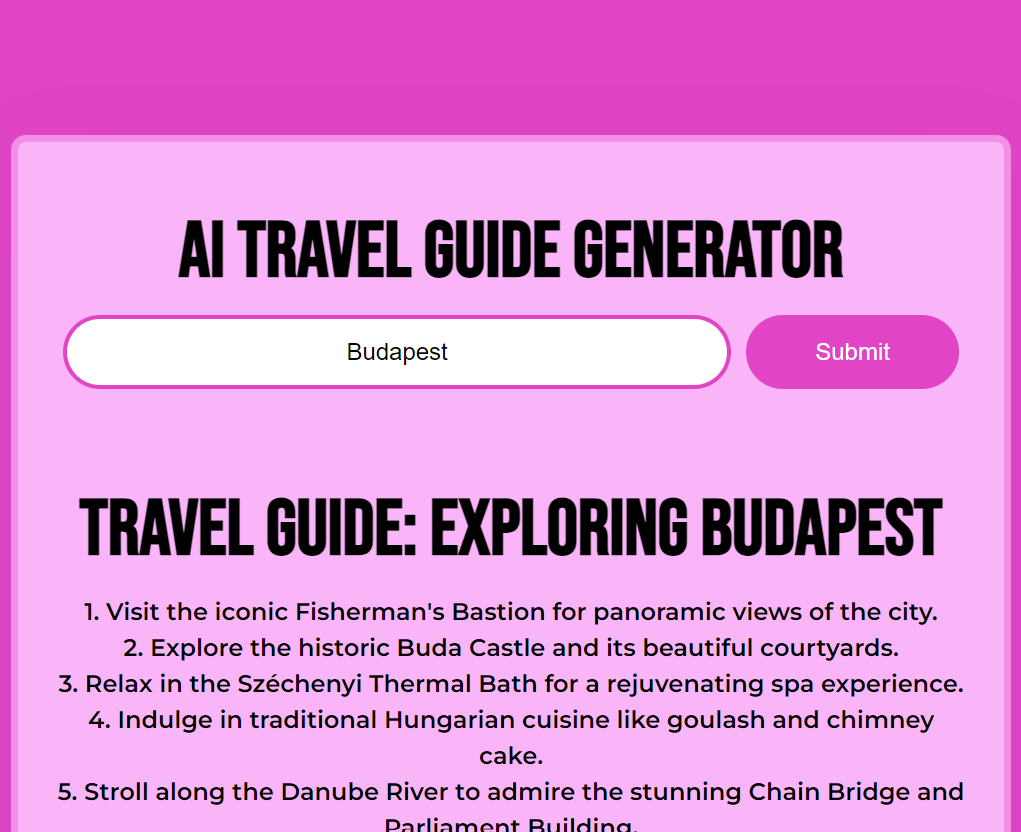 AI TRAVEL GUIDE GENERATOR
Budapest
Submit
TRAVEL GUIDE: EXPLORING BUDAPEST
1. Visit the iconic Fisherman's Bastion for panoramic views of the city.
2. Explore the historic Buda Castle and its beautiful courtyards.
3. Relax in the Széchenyi Thermal Bath for a rejuvenating spa experience.
4. Indulge in traditional Hungarian cuisine like goulash and chimney
cake.
5. Stroll along the Danube River to admire the stunning Chain Bridge and
Parliament Building.